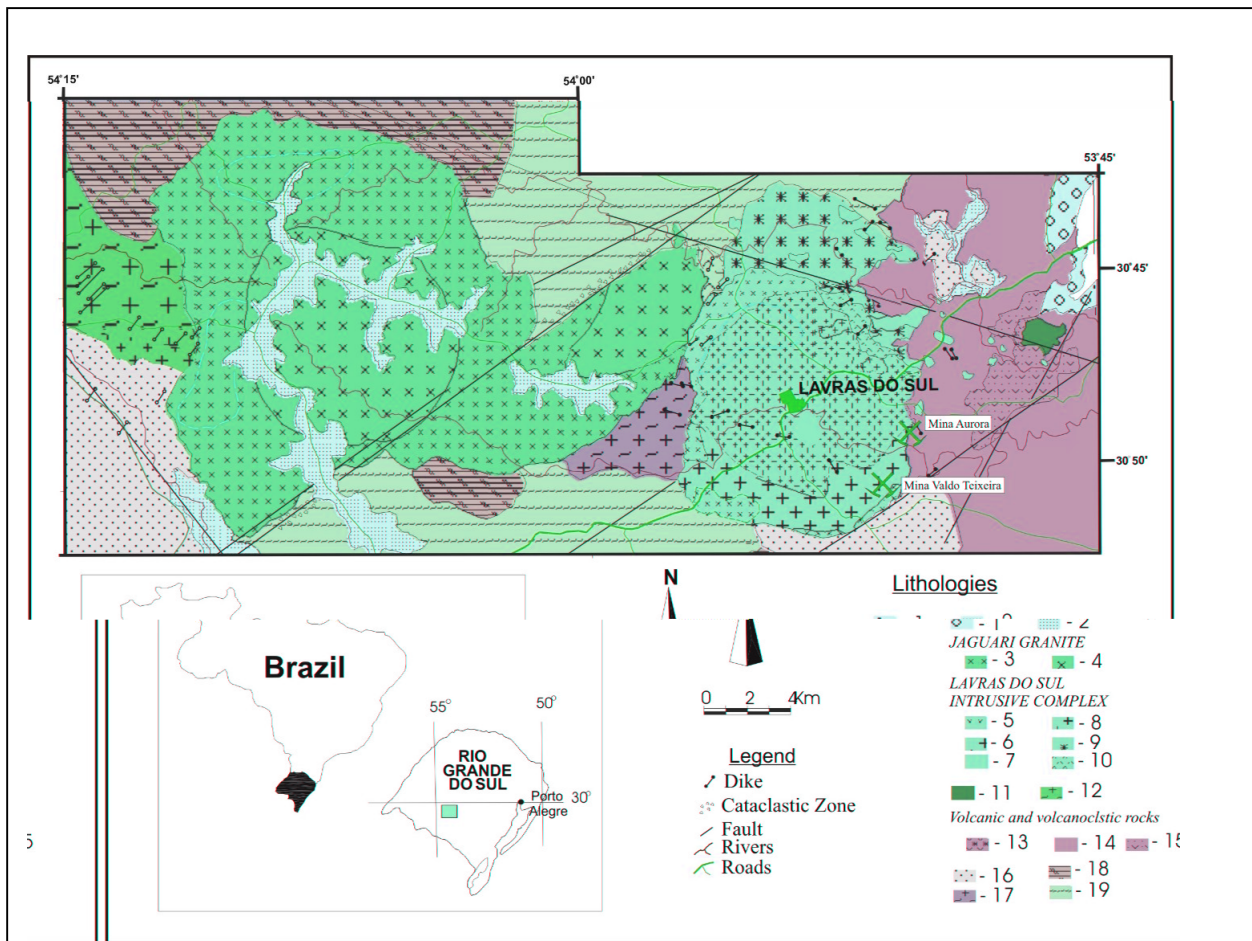 54°15'
54°00'
53°45'
30°45'
LAVRAS DO SUL
Mina Aurora
30°50'
Mina Valdo Teixeira
N
Lithologies
- 2
JAGUARI GRANITE
- 3
- 4
Brazil
0 2 4Km
LAVRAS DO SUL
INTRUSIVE COMPLEX
55°
50°
- 5
- 8
- 6
- 9
- 7
- 10
RIO
GRANDE
DO SUL
Porto
Alegre
30°
Legend
Dike
Cataclastic Zone
Fault
Rivers
Roads
- 11
- 12
Volcanic and volcanoclstic rocks
- 13
- 14
- 15
- 16
- 18
- 17
- 19
5